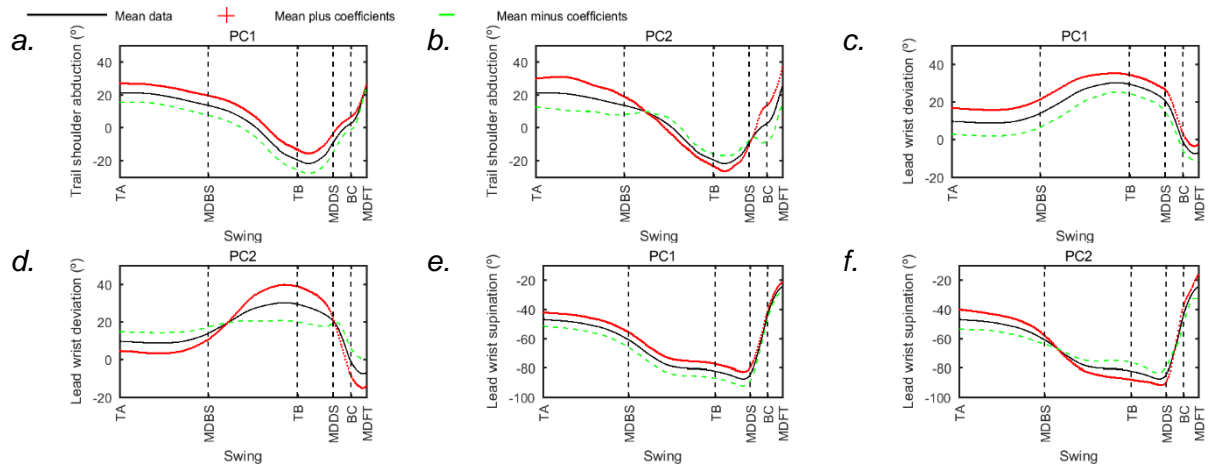 Mean data Mean plus coefficients Mean minus coefficients
a. PC1
Trail shoulder abduction (º)
40
20
0
-20
TA MDBS TB MDDS BC MDFT
Swing
b. PC2
Trail shoulder abduction (º)
40
20
0
-20
TA MDBS TB MDDS BC MDFT
Swing
c. PC1
Lead wrist deviation (º)
40
20
0
-20
TA MDBS TB MDDS BC MDFT
Swing
d. PC2
Lead wrist deviation (º)
40
20
0
-20
TA MDBS TB MDDS BC MDFT
Swing
e. PC1
Lead wrist supination (º)
-20
-40
-60
-80
-100
TA MDBS TB MDDS BC MDFT
Swing
f. PC2
Lead wrist supination (º)
-20
-40
-60
-80
-100
TA MDBS TB MDDS BC MDFT
Swing